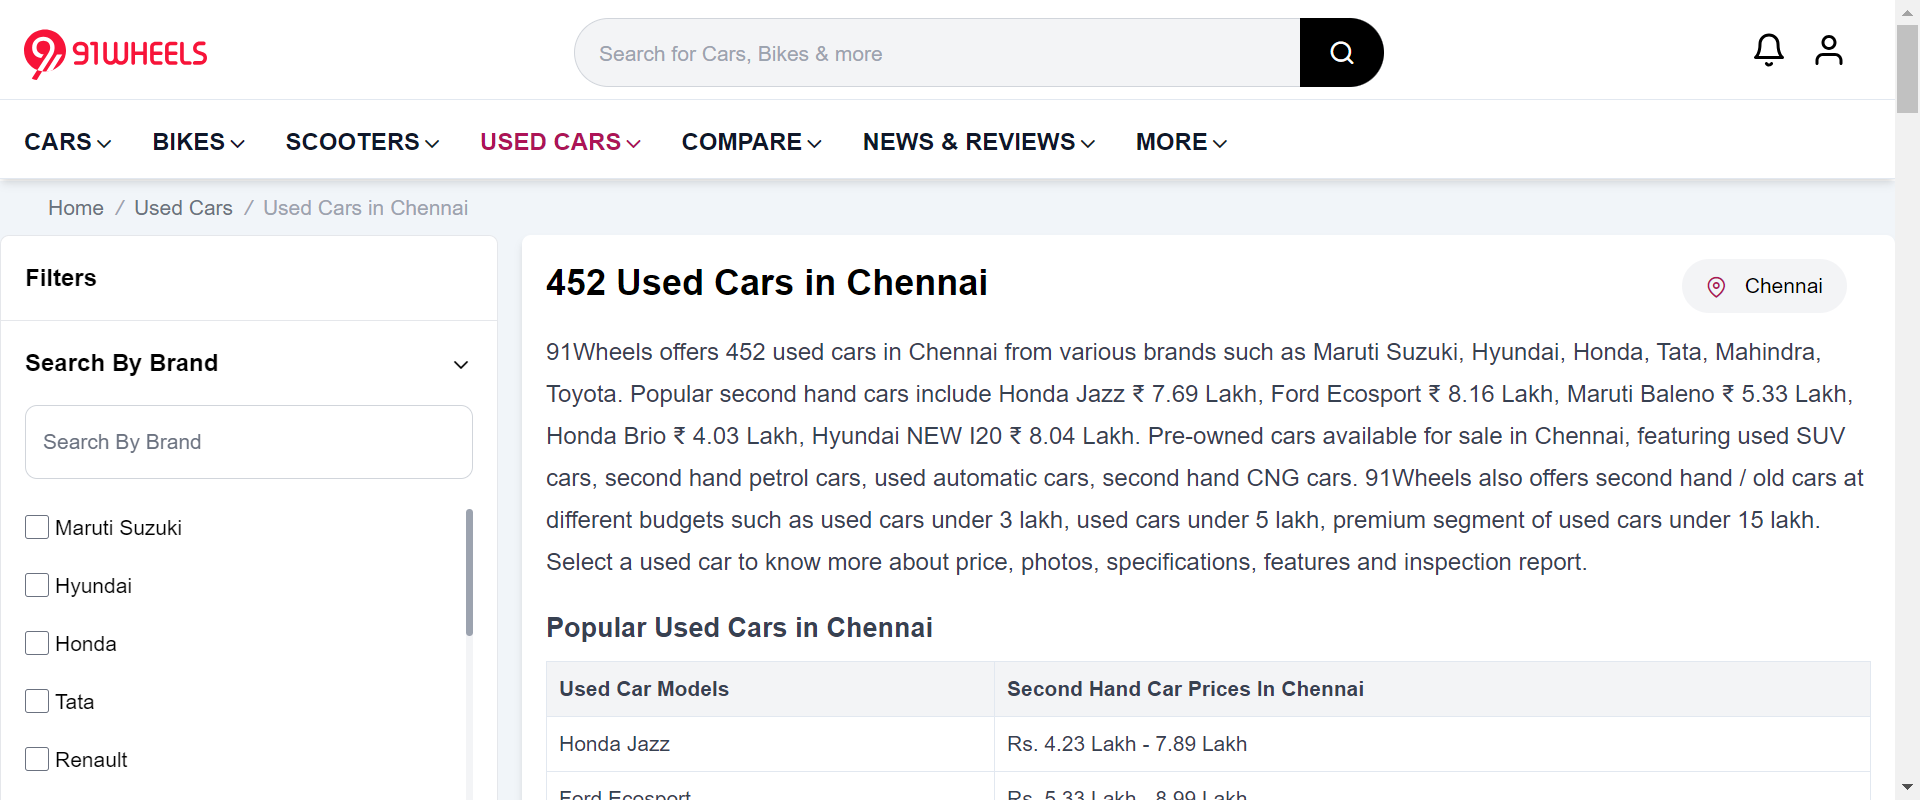 91WHEELS
Search for Cars, Bikes & more
CARS BIKES SCOOTERS USED CARS COMPARE NEWS & REVIEWS MORE
Home / Used Cars / Used Cars in Chennai
Filters
Search By Brand
Search By Brand
Maruti Suzuki
Hyundai
Honda
Tata
Renault
452 Used Cars in Chennai
Chennai
91Wheels offers 452 used cars in Chennai from various brands such as Maruti Suzuki, Hyundai, Honda, Tata, Mahindra,
Toyota. Popular second hand cars include Honda Jazz ₹ 7.69 Lakh, Ford Ecosport ₹ 8.16 Lakh, Maruti Baleno ₹ 5.33 Lakh,
Honda Brio ₹ 4.03 Lakh, Hyundai NEW I20 ₹ 8.04 Lakh. Pre-owned cars available for sale in Chennai, featuring used SUV
cars, second hand petrol cars, used automatic cars, second hand CNG cars. 91Wheels also offers second hand / old cars at
different budgets such as used cars under 3 lakh, used cars under 5 lakh, premium segment of used cars under 15 lakh.
Select a used car to know more about price, photos, specifications, features and inspection report.
Popular Used Cars in Chennai
Used Car Models Second Hand Car Prices In Chennai
Honda Jazz Rs. 4.23 Lakh - 7.89 Lakh
Ford Ecosport Rs. 5.33 Lakh - 8.99 Lakh